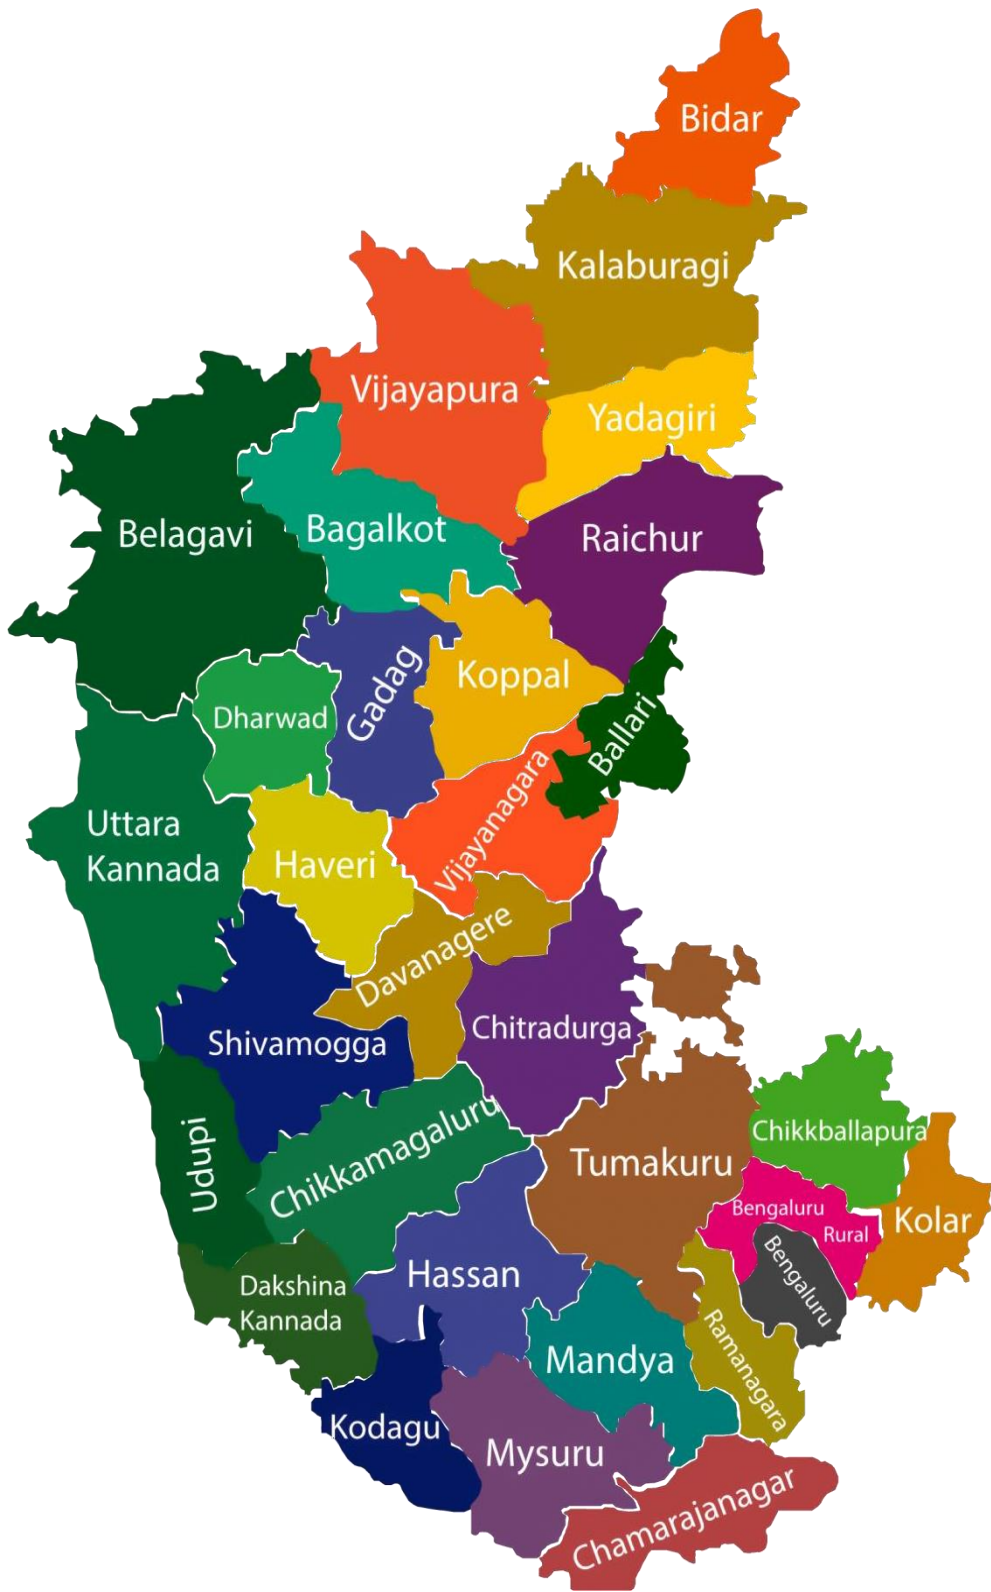 Bidar
Kalaburagi
Vijayapura
Yadagiri
Belagavi
Bagalkot
Raichur
Gadag
Koppal
Dharwad
Ballari
Uttara
Kannada
Haveri
Vijayanagara
Davanagere
Shivamogga
Chitradurga
Udupi
Chikkamagaluru
Tumakuru
Chikkballapura
Bengaluru
Rural
Kolar
Hassan
Bengaluru
Dakshina
Kannada
Mandya
Ramanagara
Kodagu
Mysuru
Chamarajanagar